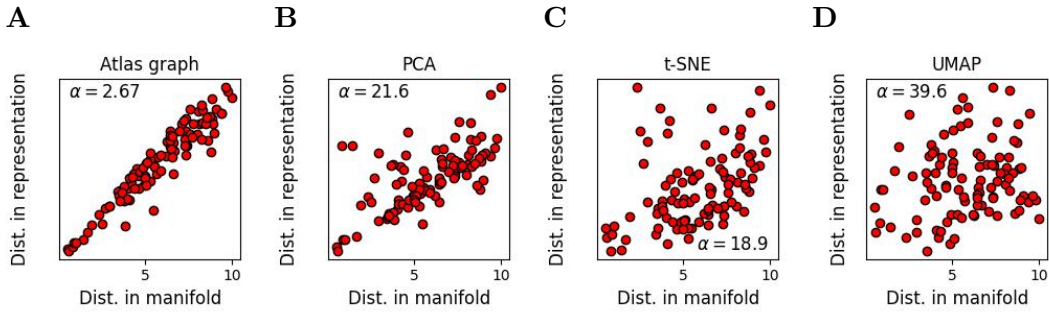 A
B
C
D
Atlas graph
PCA
t-SNE
UMAP
α = 2.67
α = 21.6
α = 18.9
α = 39.6
Dist. in representation
Dist. in representation
Dist. in representation
Dist. in representation
5 10
5 10
5 10
5 10
Dist. in manifold
Dist. in manifold
Dist. in manifold
Dist. in manifold